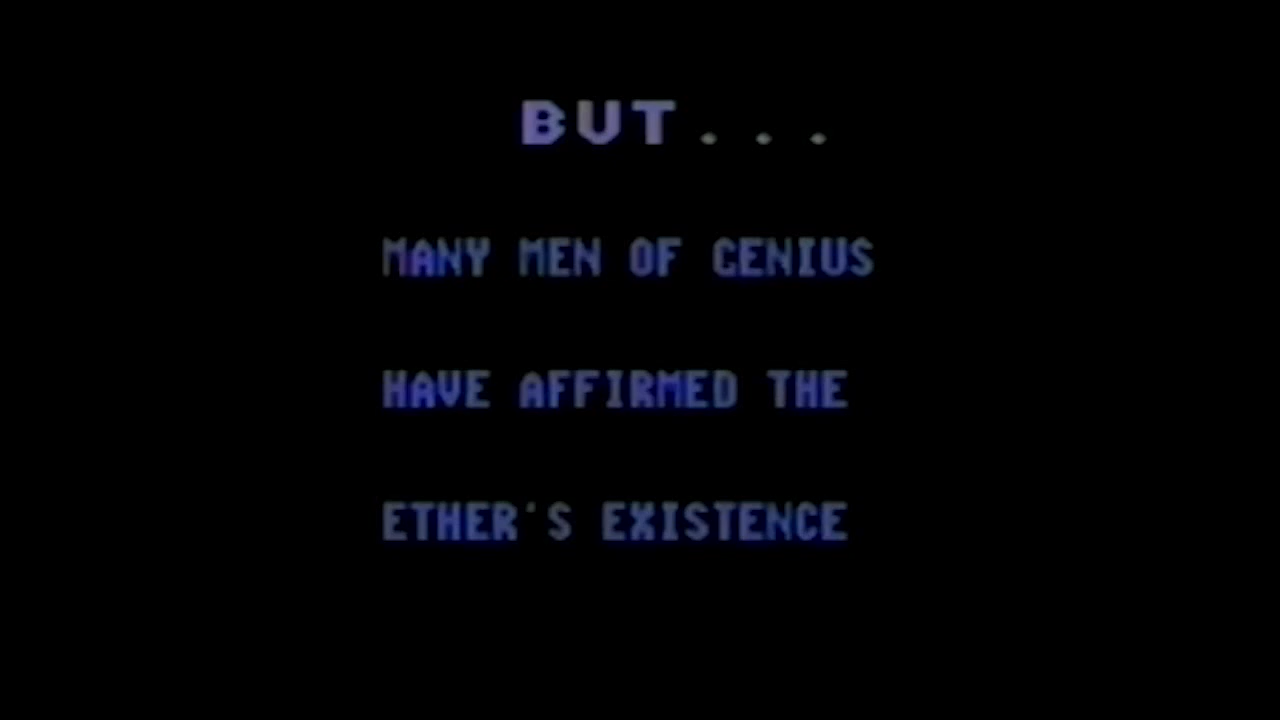 BUT...
MANY MEN OF GENIUS
HAVE AFFIRMED THE
ETHER'S EXISTENCE